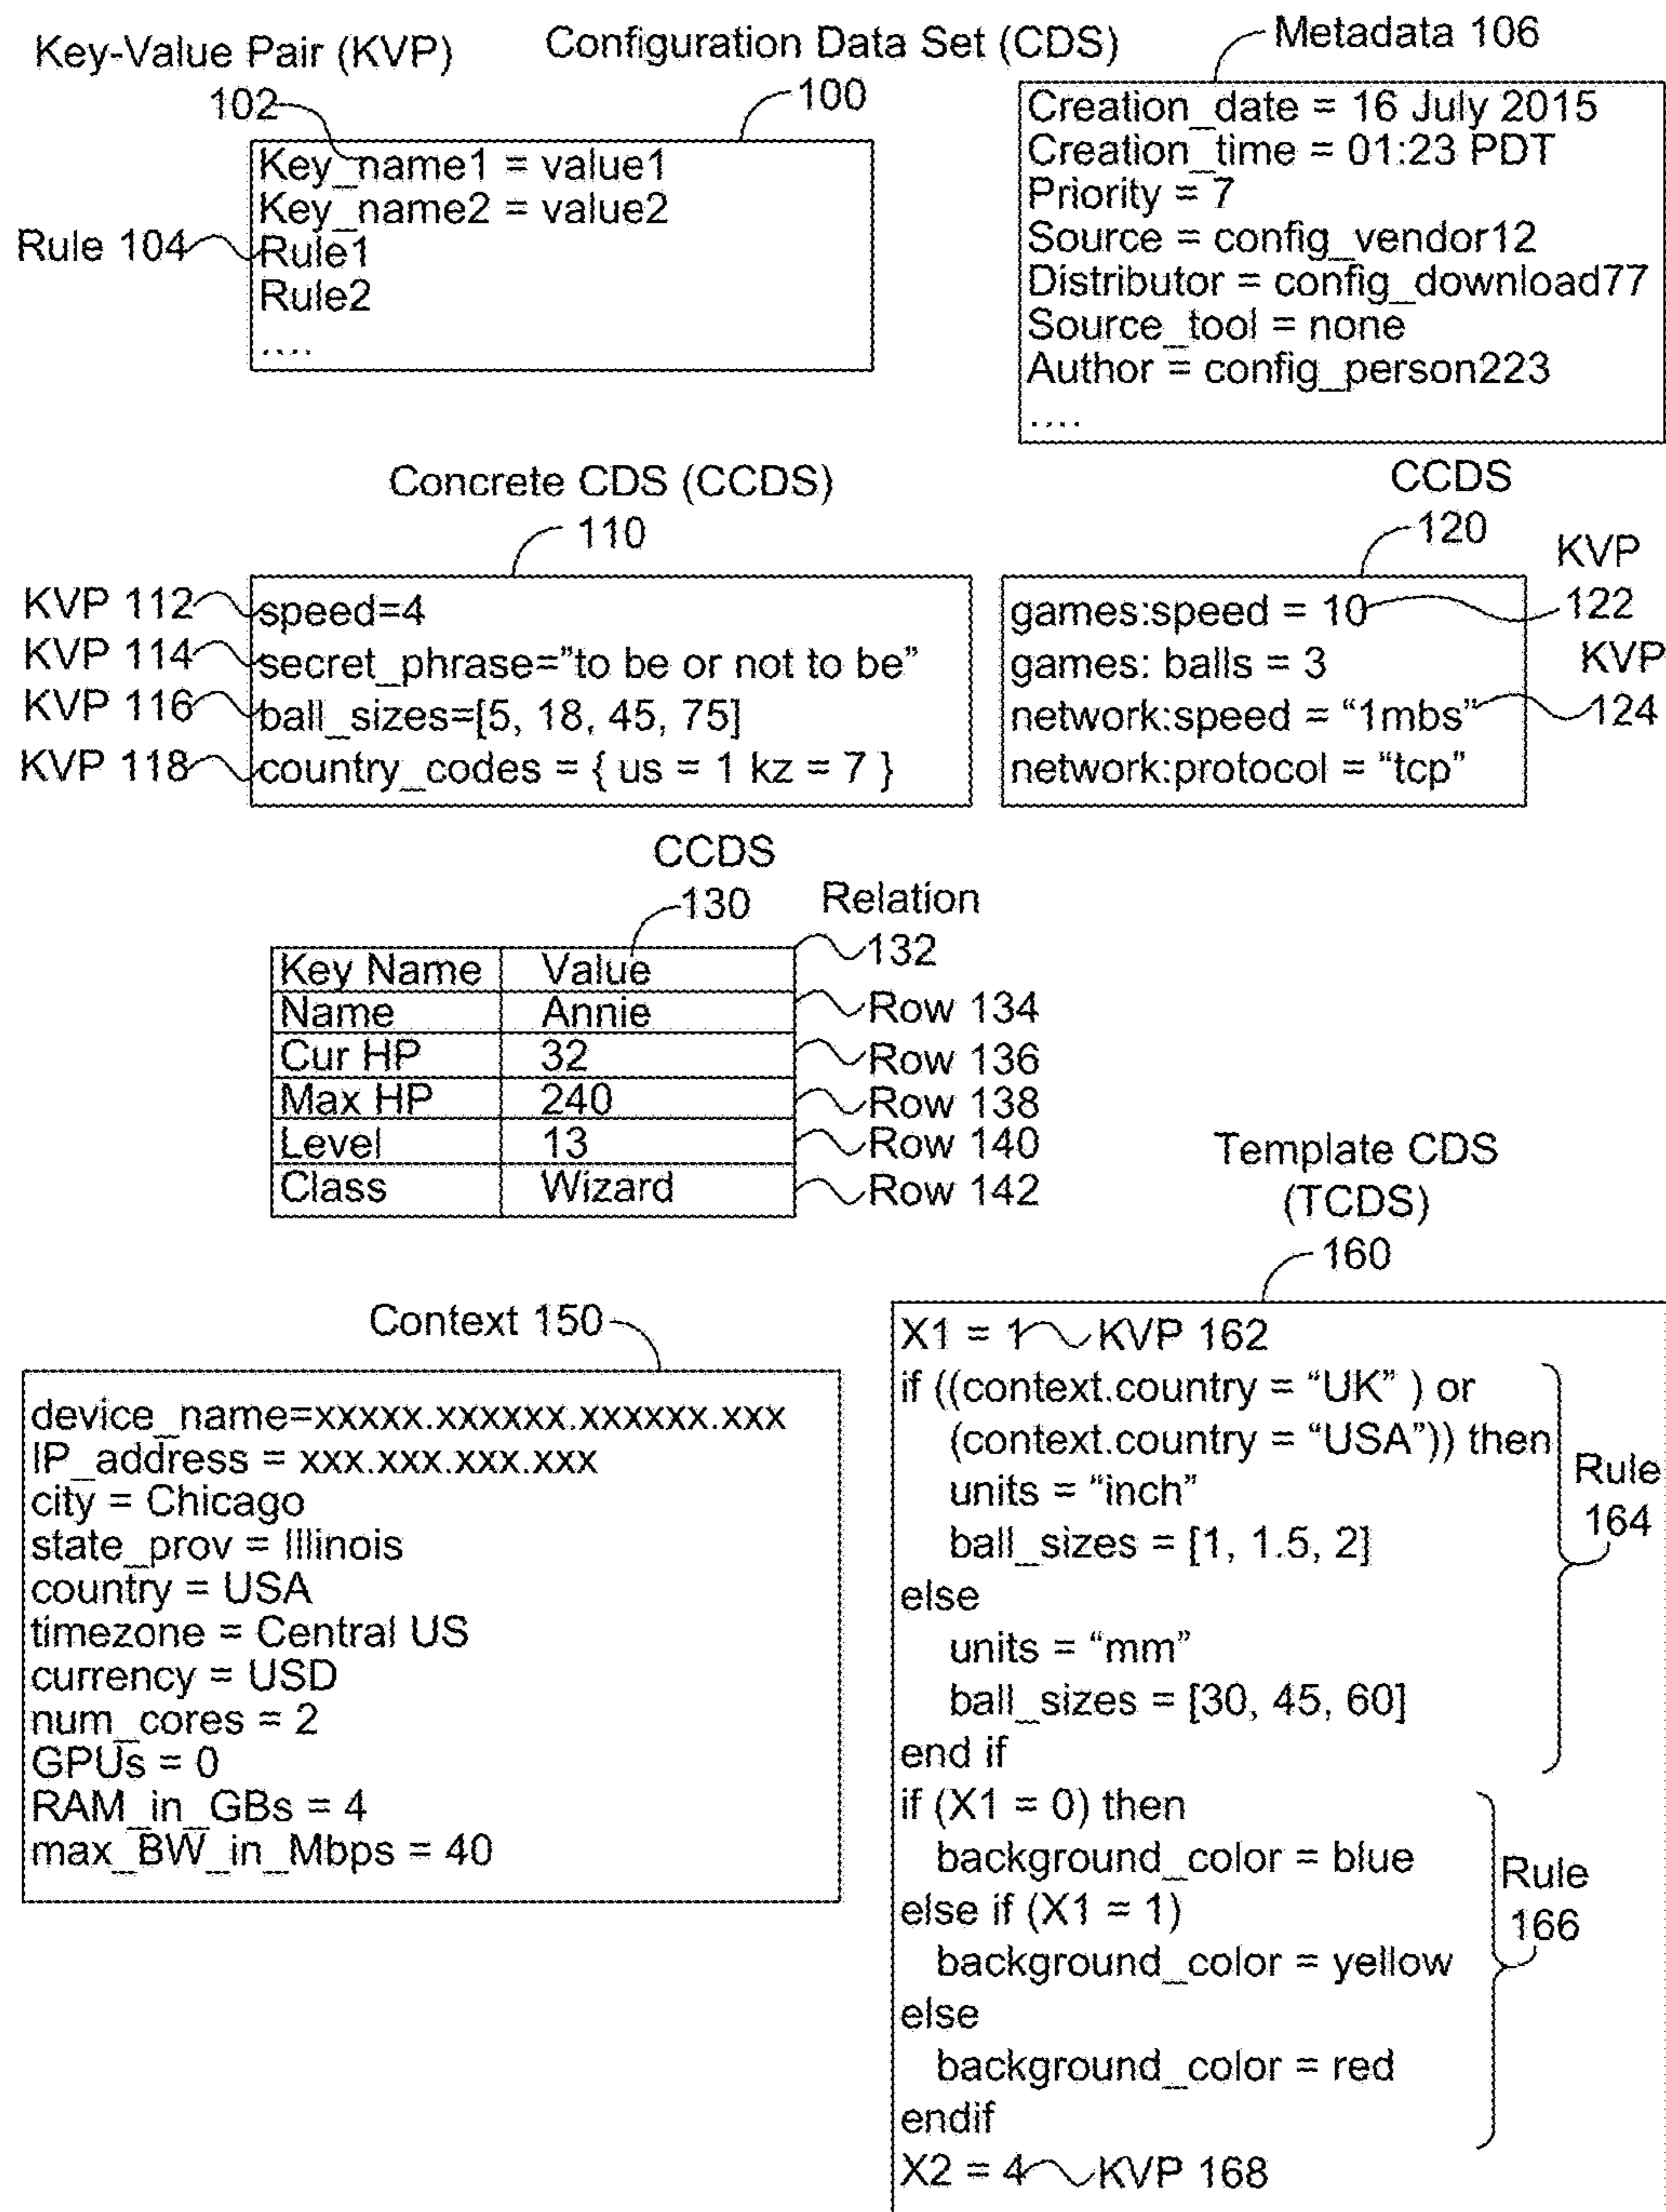 Key-Value Pair (KVP)
102
Configuration Data Set (CDS)
100
Key_name1 = value1
Key_name2 = value2
Rule1
Rule2
....
Rule 104
Metadata 106
Creation_date = 16 July 2015
Creation_time = 01:23 PDT
Priority = 7
Source = config_vendor12
Distributor = config_download77
Source_tool = none
Author = config_person223
....
Concrete CDS (CCDS)
110
KVP 112
KVP 114
KVP 116
KVP 118
speed=4
secret_phrase=”to be or not to be”
ball_sizes=[5, 18, 45, 75]
country_codes = { us = 1 kz = 7 }
CCDS
120
KVP
122
KVP
124
games:speed = 10
games: balls = 3
network:speed = “1mbs”
network:protocol = “tcp”
CCDS
130
Relation
132
Key Name Value
Name Annie
Cur HP 32
Max HP 240
Level 13
Class Wizard
Row 134
Row 136
Row 138
Row 140
Row 142
Context 150
device_name=xxxxx.xxxxxx.xxxxxx.xxx
IP_address = xxx.xxx.xxx.xxx
city = Chicago
state_prov = Illinois
country = USA
timezone = Central US
currency = USD
num_cores = 2
GPUs = 0
RAM_in_GBs = 4
max_BW_in_Mbps = 40
Template CDS
(TCDS)
160
X1 = 1 KVP 162
if ((context.country = “UK” ) or
(context.country = “USA”)) then
units = “inch”
ball_sizes = [1, 1.5, 2]
else
units = “mm”
ball_sizes = [30, 45, 60]
end if
Rule
164
if (X1 = 0) then
background_color = blue
else if (X1 = 1)
background_color = yellow
else
background_color = red
endif
Rule
166
X2 = 4 KVP 168